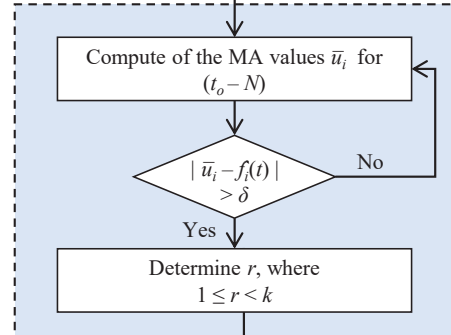 Compute of the MA values ū_i for
(t_o – N)
| ū_i – f_i(t) |
> δ
No
Yes
Determine r, where
1 ≤ r < k